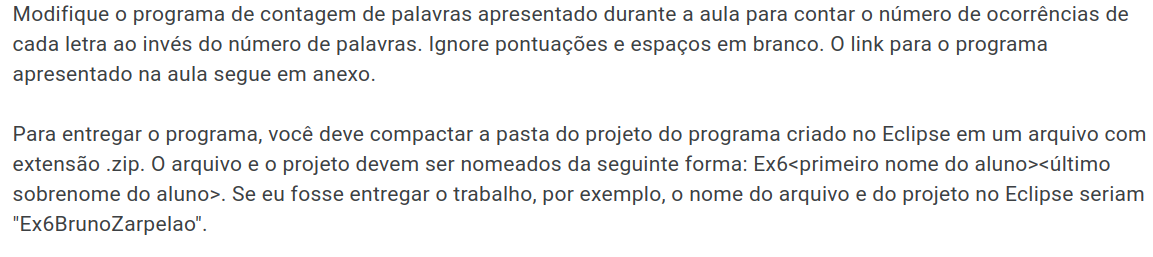 Modifique o programa de contagem de palavras apresentado durante a aula para contar o número de ocorrências de
cada letra ao invés do número de palavras. Ignore pontuações e espaços em branco. O link para o programa
apresentado na aula segue em anexo.
Para entregar o programa, você deve compactar a pasta do projeto do programa criado no Eclipse em um arquivo com
extensão .zip. O arquivo e o projeto devem ser nomeados da seguinte forma: Ex6<primeiro nome do aluno><último
sobrenome do aluno>. Se eu fosse entregar o trabalho, por exemplo, o nome do arquivo e do projeto no Eclipse seriam
"Ex6BrunoZarpelao".